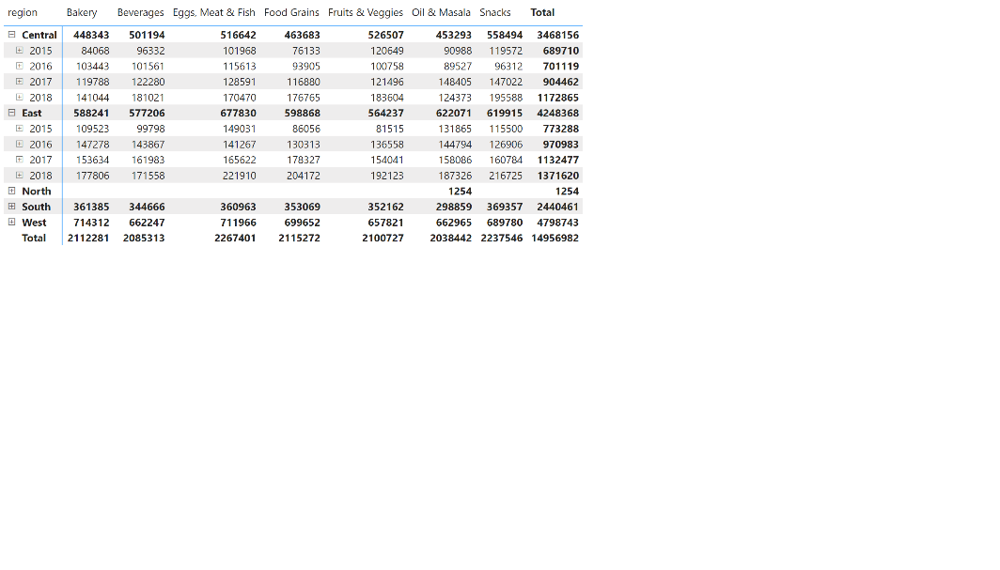 region Bakery Beverages Eggs, Meat & Fish Food Grains Fruits & Veggies Oil & Masala Snacks Total
Central 448343 501194 516642 463683 526507 453293 558494 3468156
2015 84068 96332 101968 76133 120649 90988 119572 689710
2016 103443 101561 115613 93905 100758 89527 96312 701119
2017 119788 122280 128591 116880 121496 148405 147022 904462
2018 141044 181021 170470 176765 183604 124373 195588 1172865
East 588241 577206 677830 598868 564237 622071 619915 4248368
2015 109523 99798 149031 86056 81515 131865 115500 773288
2016 147278 143867 141267 130313 136558 144794 126906 970983
2017 153634 161983 165622 178327 154041 158086 160784 1132477
2018 177806 171558 221910 204172 192123 187326 216725 1371620
North 1254 1254
South 361385 344666 360963 353069 352162 298859 369357 2440461
West 714312 662247 711966 699652 657821 662965 689780 4798743
Total 2112281 2085313 2267401 2115272 2100727 2038442 2237546 14956982